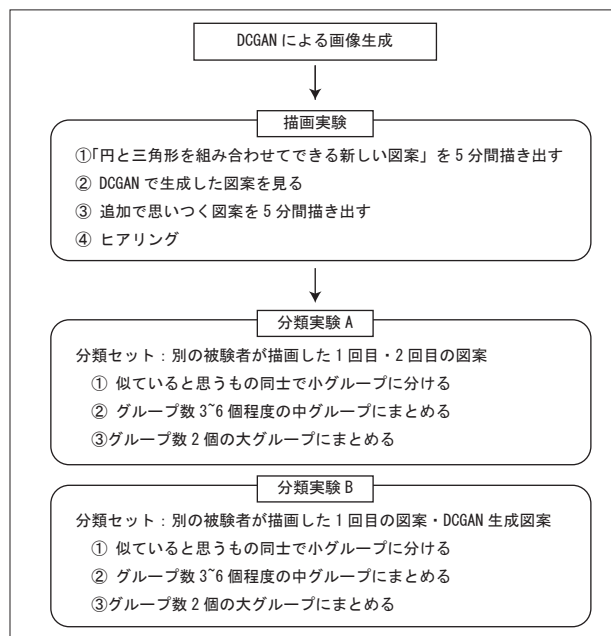 DCGAN による画像生成
描画実験
①「円と三角形を組み合わせてできる新しい図案」を 5 分間描き出す
② DCGAN で生成した図案を見る
③ 追加で思いつく図案を 5 分間描き出す
④ ヒアリング
分類実験 A
分類セット：別の被験者が描画した 1 回目・2 回目の図案
① 似ていると思うもの同士で小グループに分ける
② グループ数 3~6 個程度の中グループにまとめる
③グループ数 2 個の大グループにまとめる
分類実験 B
分類セット：別の被験者が描画した 1 回目の図案・DCGAN 生成図案
① 似ていると思うもの同士で小グループに分ける
② グループ数 3~6 個程度の中グループにまとめる
③グループ数 2 個の大グループにまとめる